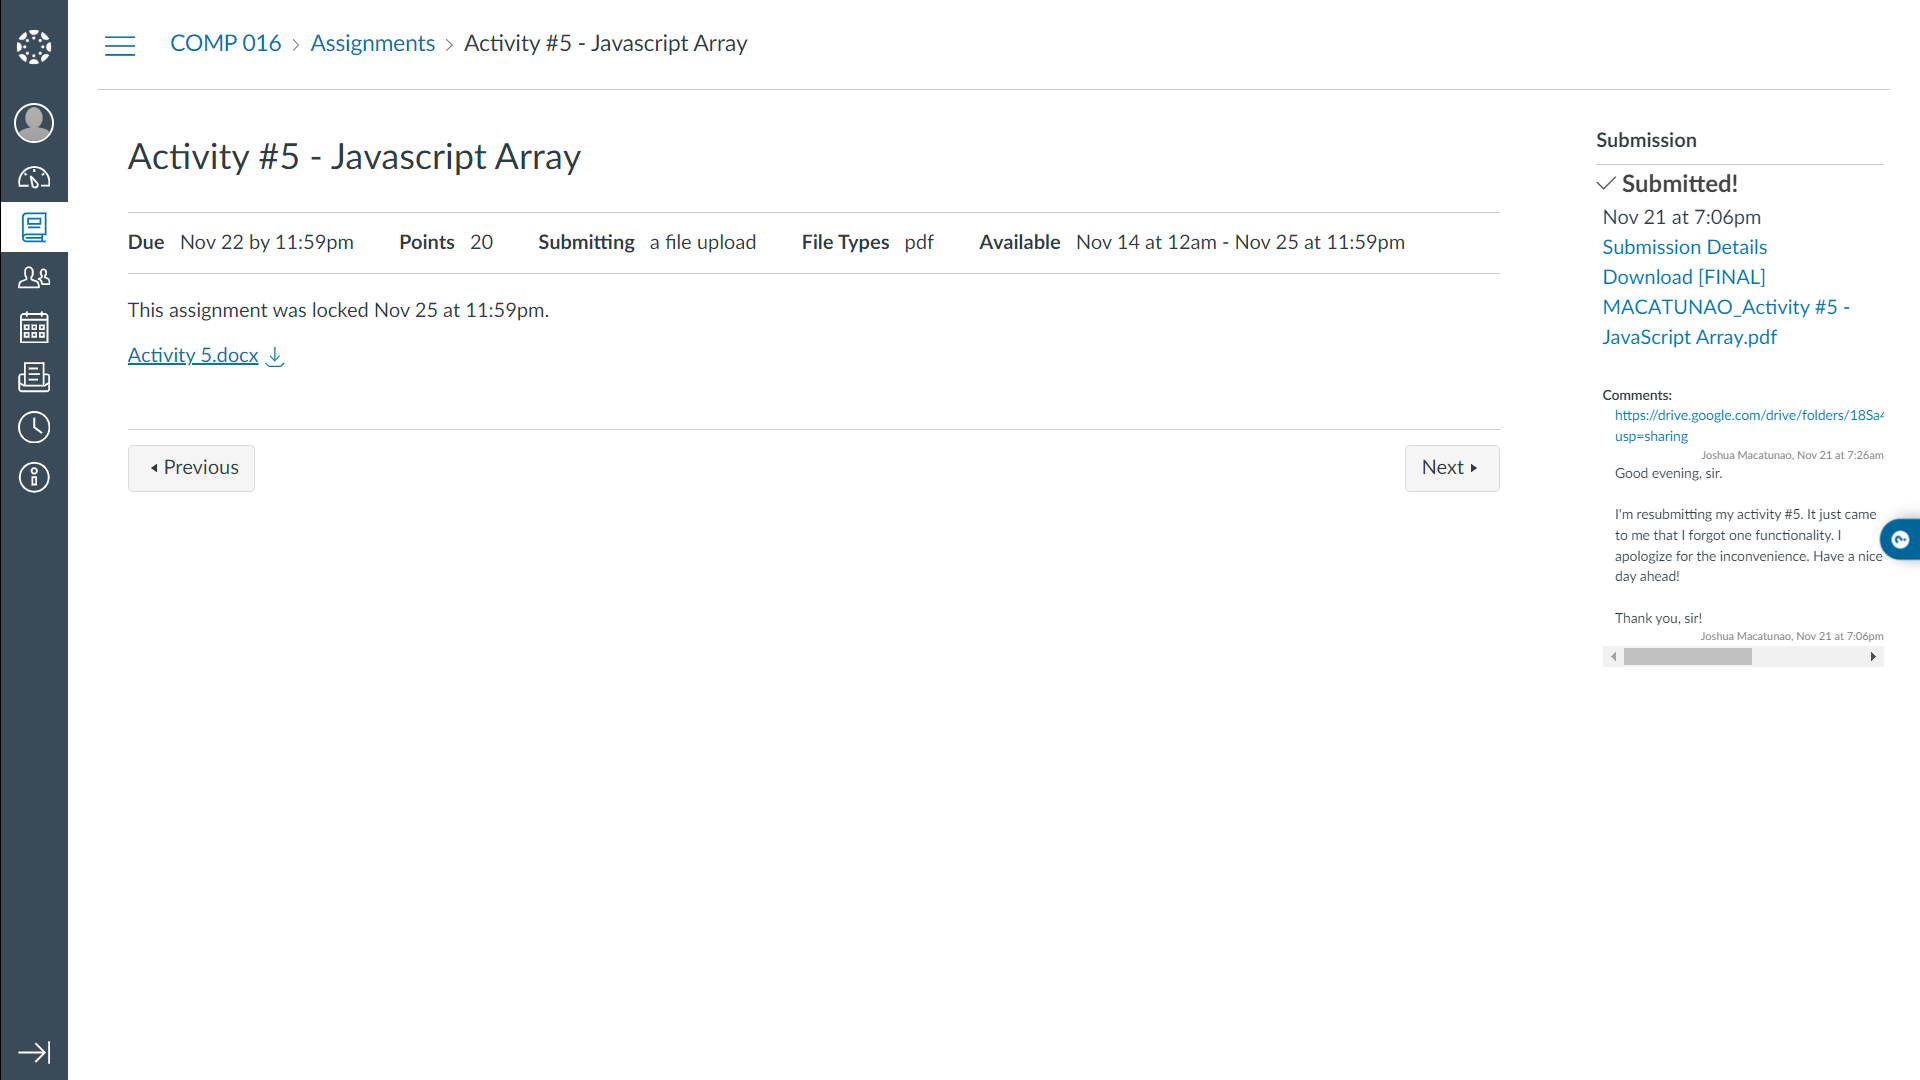 COMP 016 › Assignments › Activity #5 - Javascript Array
Activity #5 - Javascript Array
Due Nov 22 by 11:59pm Points 20 Submitting a file upload File Types pdf Available Nov 14 at 12am - Nov 25 at 11:59pm
This assignment was locked Nov 25 at 11:59pm.
Activity 5.docx
Previous
Next
Submission
Submitted!
Nov 21 at 7:06pm
Submission Details
Download [FINAL]
MACATUNAO_Activity #5 -
JavaScript Array.pdf
Comments:
https://drive.google.com/drive/folders/18Sa4
usp=sharing
Joshua Macatunao, Nov 21 at 7:26am
Good evening, sir.
I'm resubmitting my activity #5. It just came
to me that I forgot one functionality. I
apologize for the inconvenience. Have a nice
day ahead!
Thank you, sir!
Joshua Macatunao, Nov 21 at 7:06pm